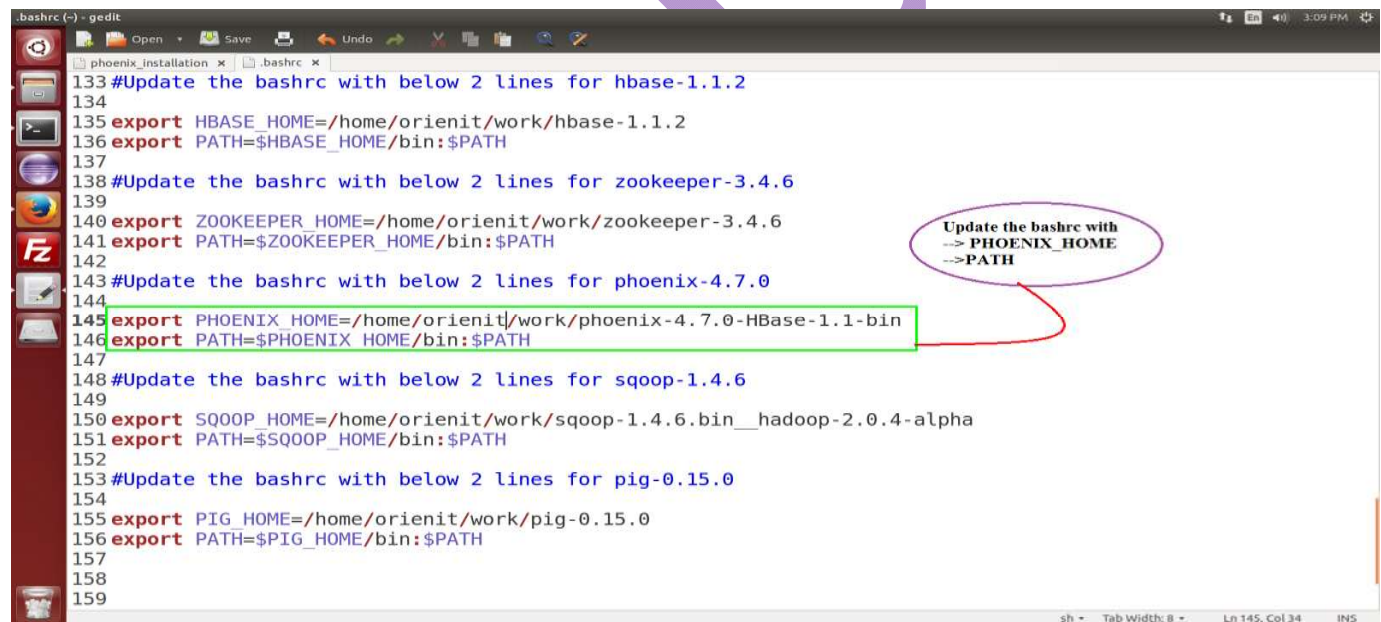 .bashrc (~) - gedit
En 3:09 PM
Open Save Undo
phoenix_installation x .bashrc x
133 #Update the bashrc with below 2 lines for hbase-1.1.2
134
135 export HBASE_HOME=/home/orienit/work/hbase-1.1.2
136 export PATH=$HBASE_HOME/bin:$PATH
137
138 #Update the bashrc with below 2 lines for zookeeper-3.4.6
139
140 export ZOOKEEPER_HOME=/home/orienit/work/zookeeper-3.4.6
141 export PATH=$ZOOKEEPER_HOME/bin:$PATH
142
143 #Update the bashrc with below 2 lines for phoenix-4.7.0
144
145 export PHOENIX_HOME=/home/orienit/work/phoenix-4.7.0-HBase-1.1-bin
146 export PATH=$PHOENIX_HOME/bin:$PATH
147
148 #Update the bashrc with below 2 lines for sqoop-1.4.6
149
150 export SQOOP_HOME=/home/orienit/work/sqoop-1.4.6.bin__hadoop-2.0.4-alpha
151 export PATH=$SQOOP_HOME/bin:$PATH
152
153 #Update the bashrc with below 2 lines for pig-0.15.0
154
155 export PIG_HOME=/home/orienit/work/pig-0.15.0
156 export PATH=$PIG_HOME/bin:$PATH
157
158
159
Update the bashrc with
--> PHOENIX_HOME
-->PATH
Fz
sh Tab Width: 8 Ln 145, Col 34 INS